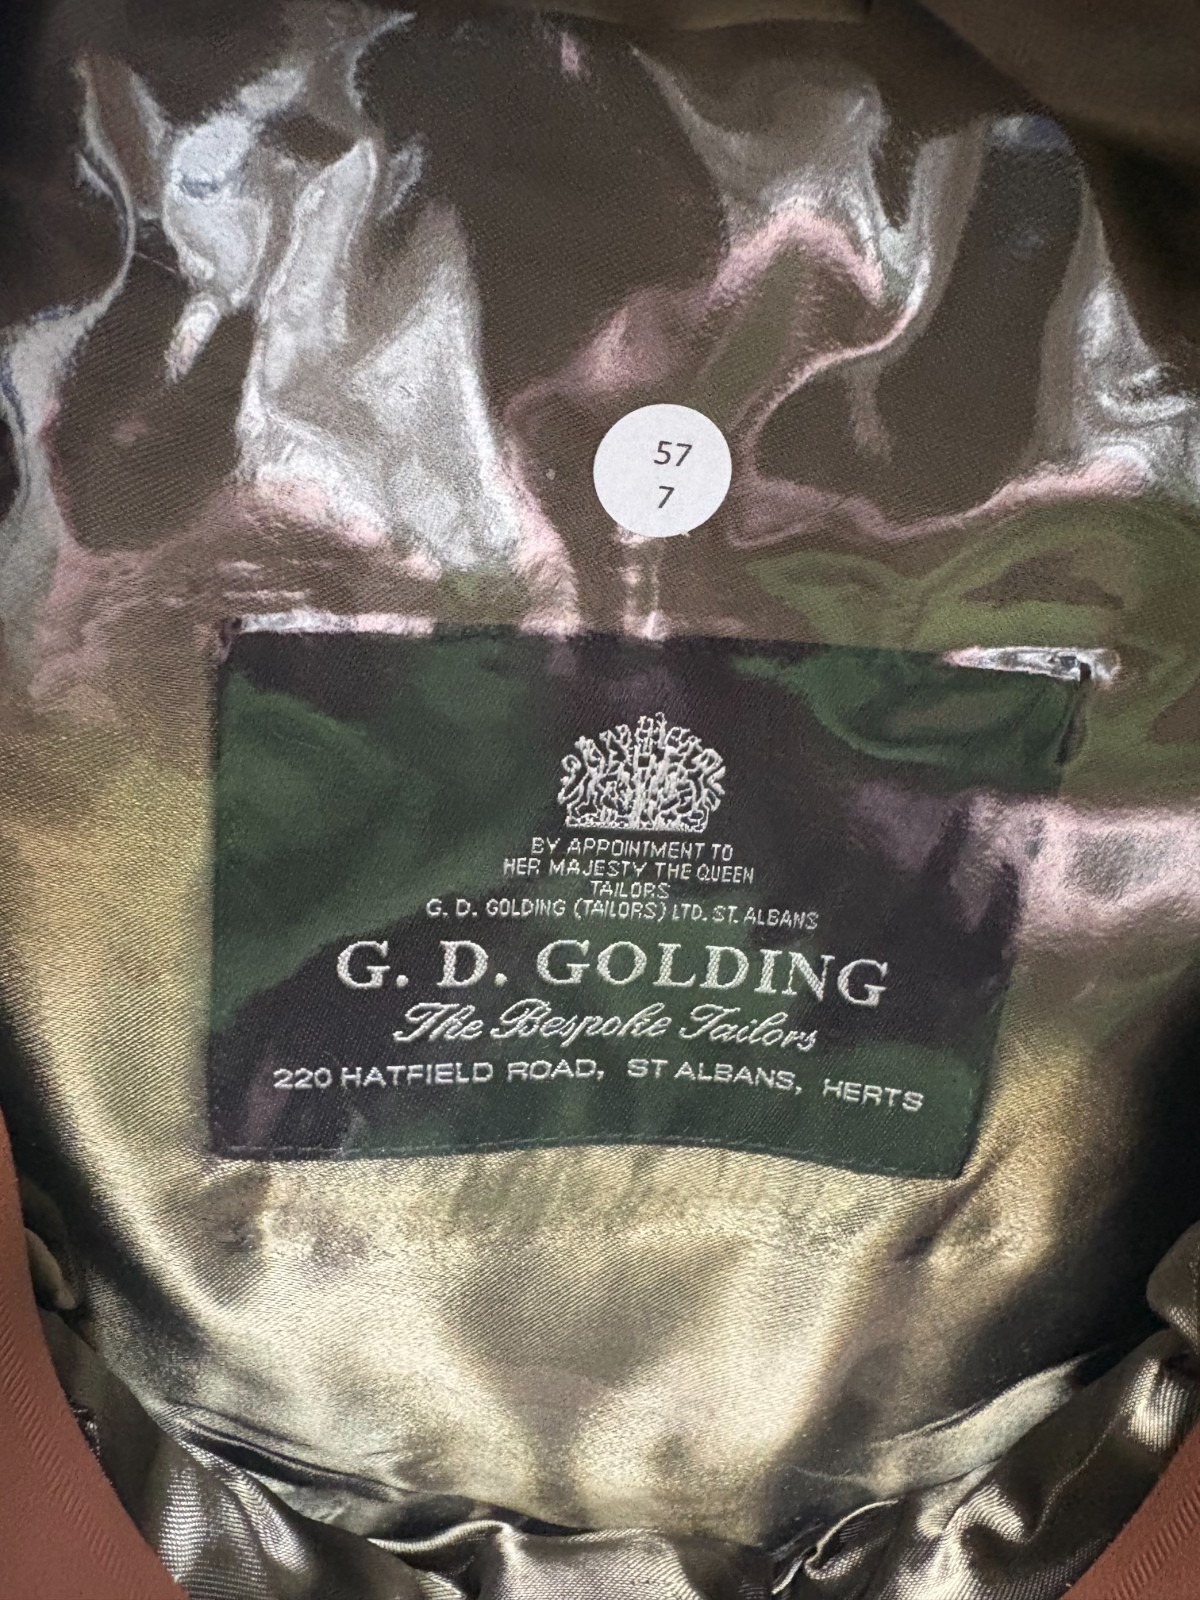 57
7
BY APPOINTMENT TO
HER MAJESTY THE QUEEN
TAILORS
G. D. GOLDING (TAILORS) LTD. ST. ALBANS
G. D. GOLDING
The Bespoke Tailors
220 HATFIELD ROAD, ST ALBANS, HERTS